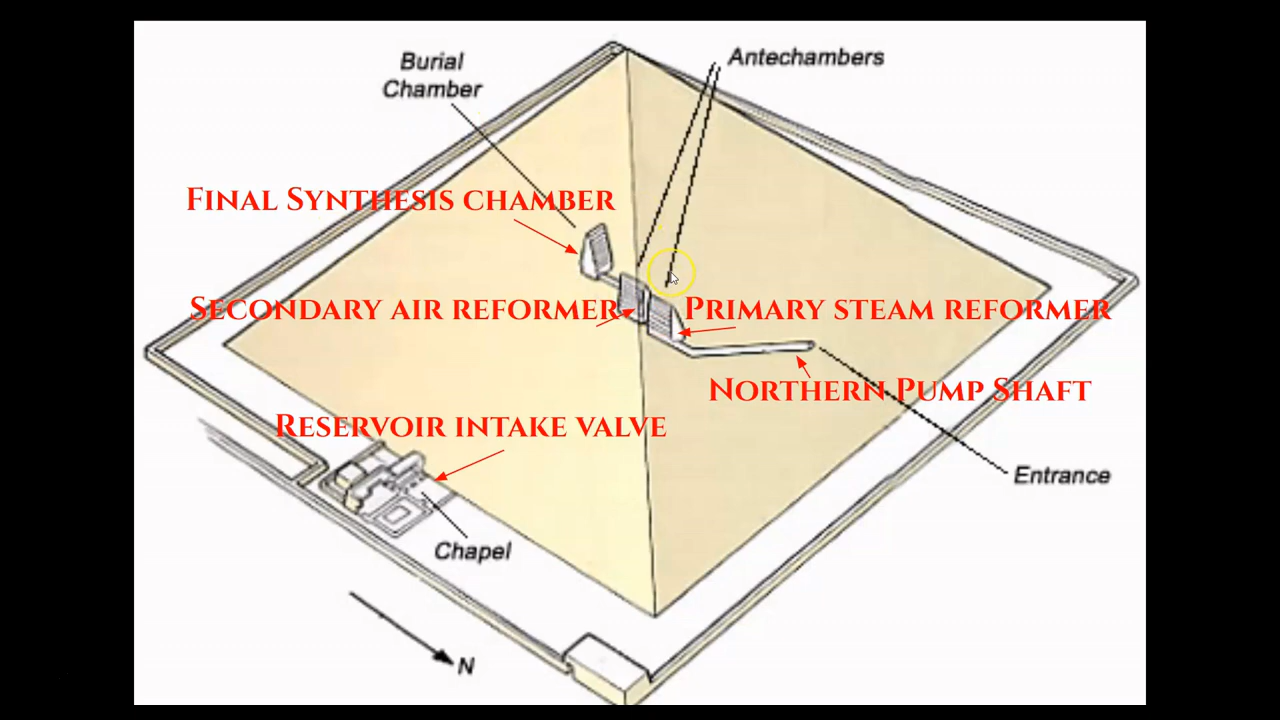 Burial
Chamber
Antechambers
Final Synthesis chamber
Secondary air reformer
Primary steam reformer
Northern Pump Shaft
Reservoir intake valve
Entrance
Chapel
N